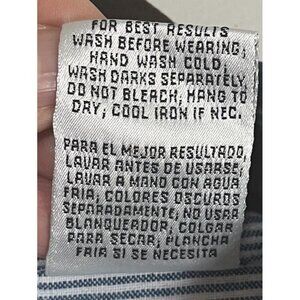 FOR BEST RESULTS
WASH BEFORE WEARING,
HAND WASH COLD,
WASH DARKS SEPARATELY
DO NOT BLEACH, HANG TO
DRY, COOL IRON IF NEC.
PARA EL MEJOR RESULTADO
LAVAR ANTES DE USARSE,
LAVAR A MANO CON AGUA
FRIA, COLORES OSCUROS
SEPARADAMENTE, NO USAR
BLANQUERDOR, COLGAR
PARA SECAR, PLANCHA
FRIA SI SE NECESITA